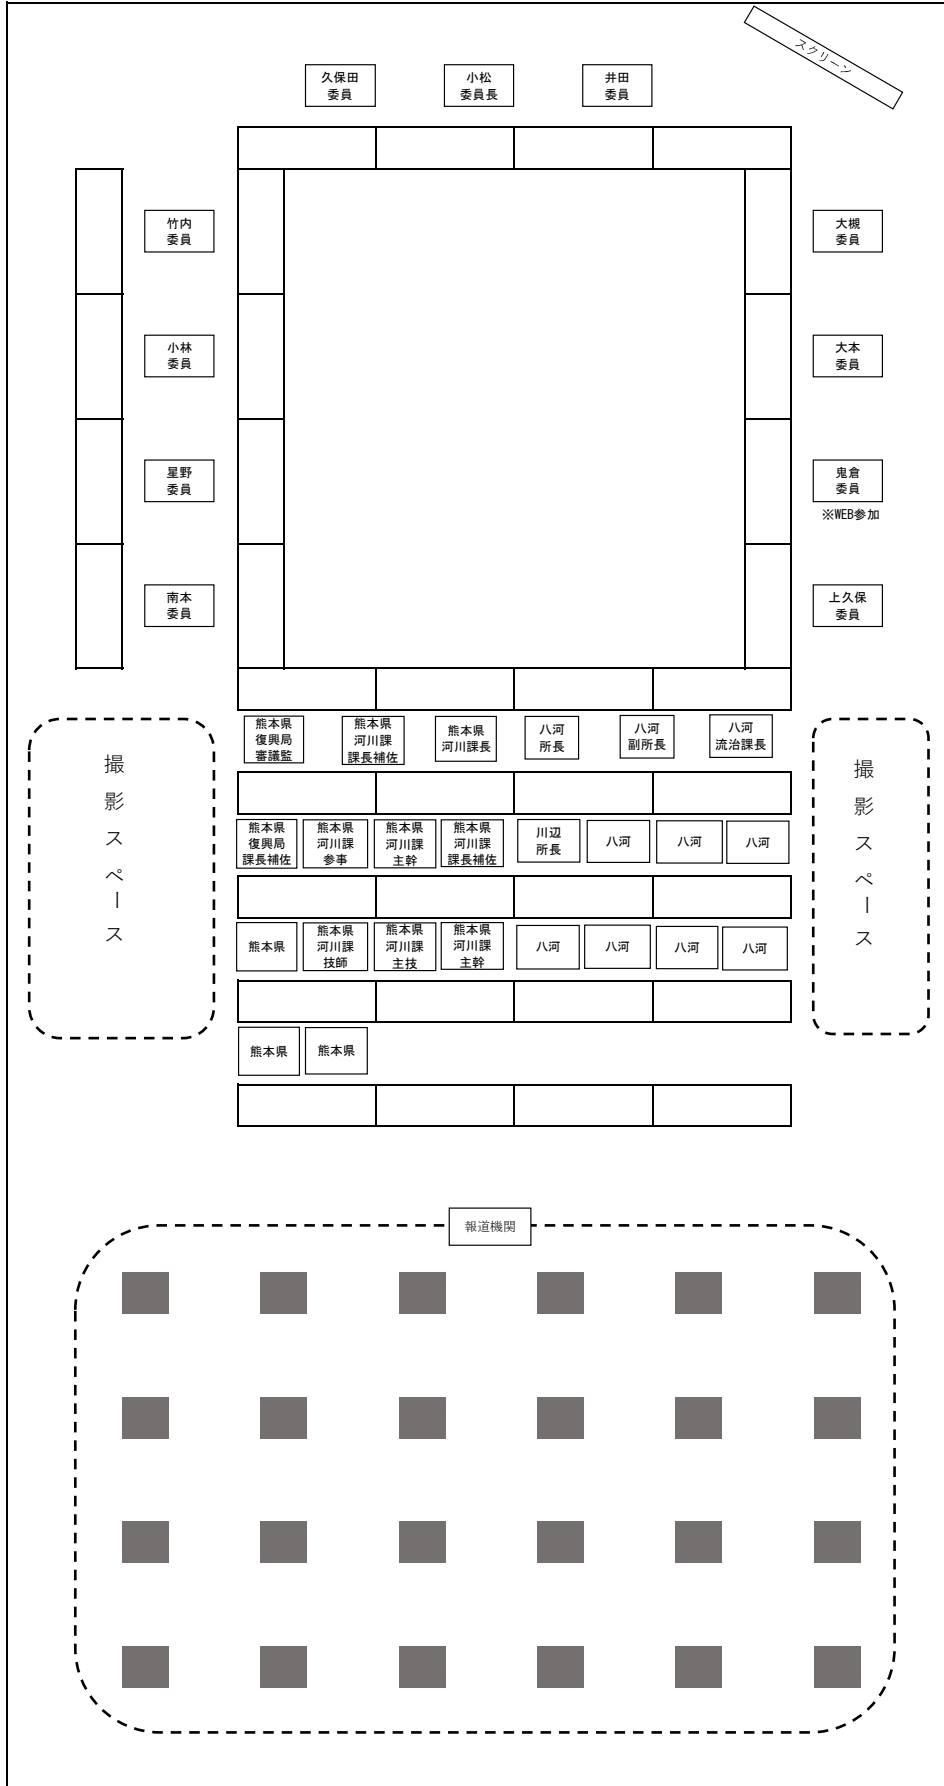 スクリーン
久保田
委員
小松
委員長
井田
委員
竹内
委員
大槻
委員
小林
委員
大本
委員
星野
委員
鬼倉
委員
※WEB参加
南本
委員
上久保
委員
熊本県
復興局
審議監
熊本県
河川課
課長補佐
熊本県
河川課長
八河
所長
八河
副所長
八河
流治課長
撮影スペース
撮影スペース
熊本県
復興局
課長補佐
熊本県
河川課
参事
熊本県
河川課
主幹
熊本県
河川課
課長補佐
川辺
所長
八河
八河
八河
熊本県
熊本県
河川課
技師
熊本県
河川課
主技
熊本県
河川課
主幹
八河
八河
八河
八河
熊本県
熊本県
報道機関